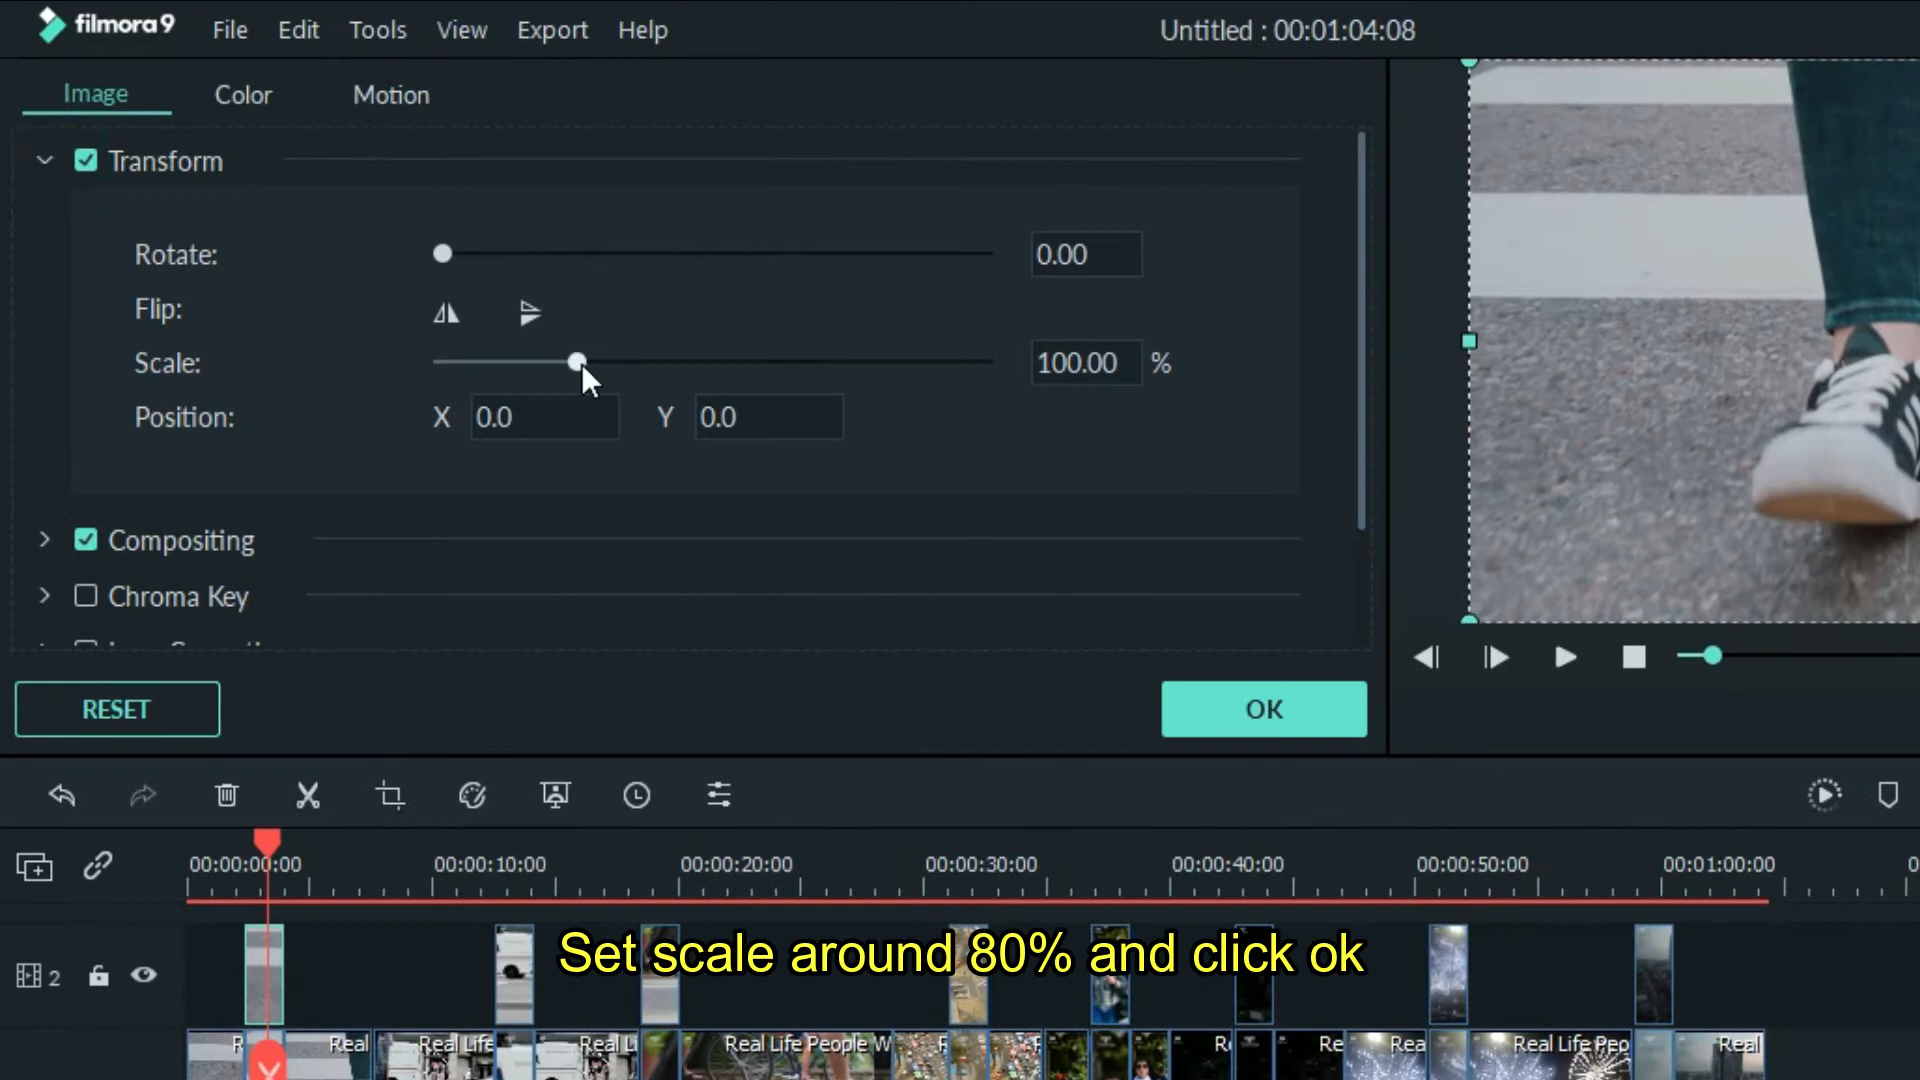 filmora9 File Edit Tools View Export Help Untitled : 00:01:04:08
Image Color Motion
Transform
Rotate: 0.00
Flip:
Scale: 100.00 %
Position: X 0.0 Y 0.0
Compositing
Chroma Key
RESET OK
00:00:00:00 00:00:10:00 00:00:20:00 00:00:30:00 00:00:40:00 00:00:50:00 00:01:00:00
2
Set scale around 80% and click ok
Real Real Life Real Li Real Life People W Rea Real Life Peo Real